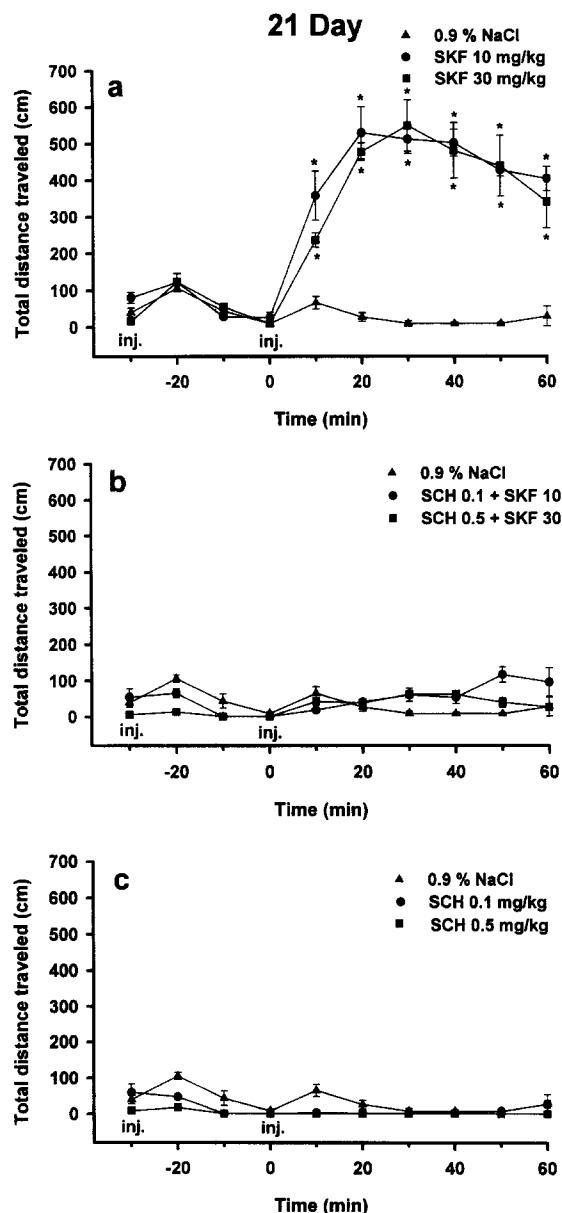 21 Day
a
0.9 % NaCl
SKF 10 mg/kg
SKF 30 mg/kg
Total distance traveled (cm)
700
600
500
400
300
200
100
0
* * * * * *
* * * * * *
inj. inj.
-20 0 20 40 60
Time (min)
b
0.9 % NaCl
SCH 0.1 + SKF 10
SCH 0.5 + SKF 30
Total distance traveled (cm)
700
600
500
400
300
200
100
0
inj. inj.
-20 0 20 40 60
Time (min)
c
0.9 % NaCl
SCH 0.1 mg/kg
SCH 0.5 mg/kg
Total distance traveled (cm)
700
600
500
400
300
200
100
0
inj. inj.
-20 0 20 40 60
Time (min)